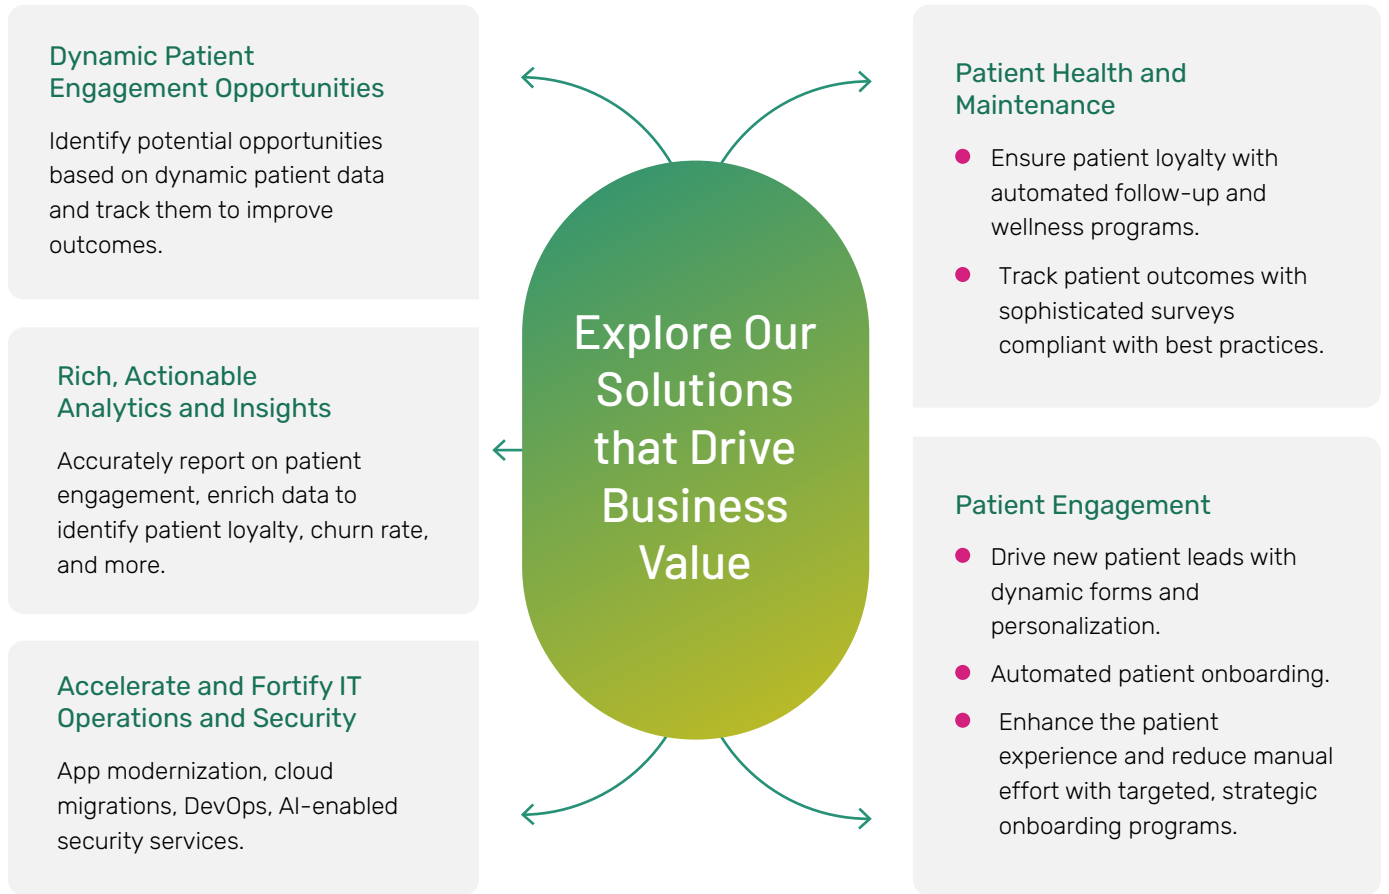 Dynamic Patient
Engagement Opportunities
Identify potential opportunities
based on dynamic patient data
and track them to improve
outcomes.
Rich, Actionable
Analytics and Insights
Accurately report on patient
engagement, enrich data to
identify patient loyalty, churn rate,
and more.
Accelerate and Fortify IT
Operations and Security
App modernization, cloud
migrations, DevOps, AI-enabled
security services.
Explore Our
Solutions
that Drive
Business
Value
Patient Health and
Maintenance
Ensure patient loyalty with
automated follow-up and
wellness programs.
Track patient outcomes with
sophisticated surveys
compliant with best practices.
Patient Engagement
Drive new patient leads with
dynamic forms and
personalization.
Automated patient onboarding.
Enhance the patient
experience and reduce manual
effort with targeted, strategic
onboarding programs.